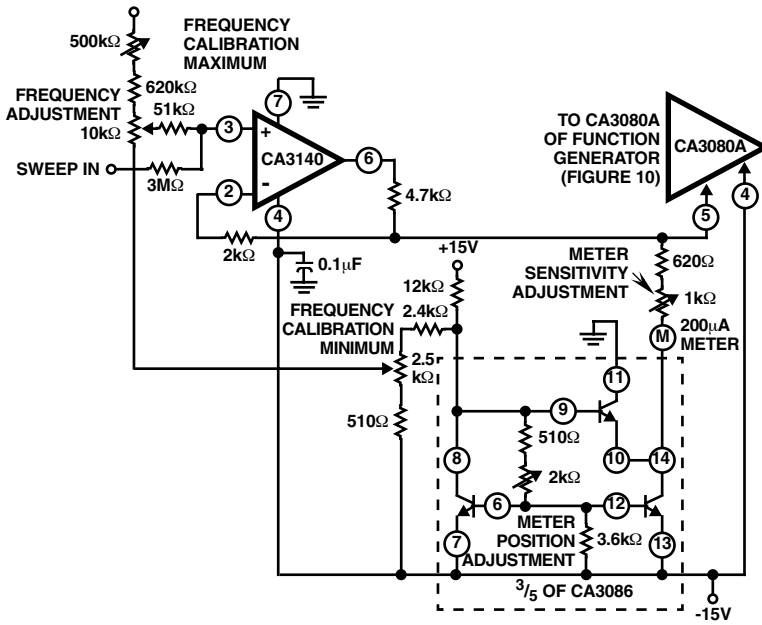 500kΩ
FREQUENCY
CALIBRATION
MAXIMUM
620kΩ
FREQUENCY
ADJUSTMENT
10kΩ
51kΩ
SWEEP IN
3MΩ
3
+
7
CA3140
6
2
-
4
2kΩ
0.1μF
4.7kΩ
TO CA3080A
OF FUNCTION
GENERATOR
(FIGURE 10)
CA3080A
4
5
+15V
12kΩ
2.4kΩ
METER
SENSITIVITY
ADJUSTMENT
620Ω
1kΩ
M
200μA
METER
FREQUENCY
CALIBRATION
MINIMUM
2.5
kΩ
510Ω
11
9
510Ω
10
14
8
2kΩ
6
12
7
METER
POSITION
ADJUSTMENT
3.6kΩ
13
3/5 OF CA3086
-15V